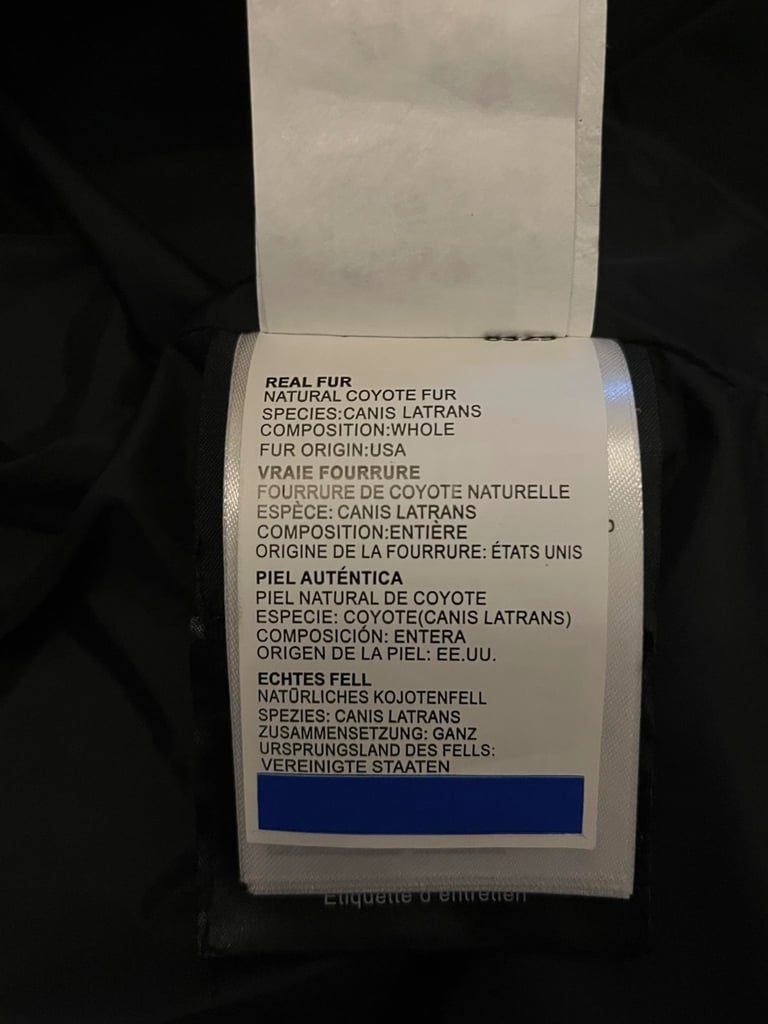 REAL FUR
NATURAL COYOTE FUR
SPECIES:CANIS LATRANS
COMPOSITION:WHOLE
FUR ORIGIN:USA
VRAIE FOURRURE
FOURRURE DE COYOTE NATURELLE
ESPÈCE: CANIS LATRANS
COMPOSITION:ENTIÈRE
ORIGINE DE LA FOURRURE: ÉTATS UNIS
PIEL AUTÉNTICA
PIEL NATURAL DE COYOTE
ESPECIE: COYOTE(CANIS LATRANS)
COMPOSICIÓN: ENTERA
ORIGEN DE LA PIEL: EE.UU.
ECHTES FELL
NATŪRLICHES KOJOTENFELL
SPEZIES: CANIS LATRANS
ZUSAMMENSETZUNG: GANZ
URSPRUNGSLAND DES FELLS:
VEREINIGTE STAATEN
Etiquette d'entretien